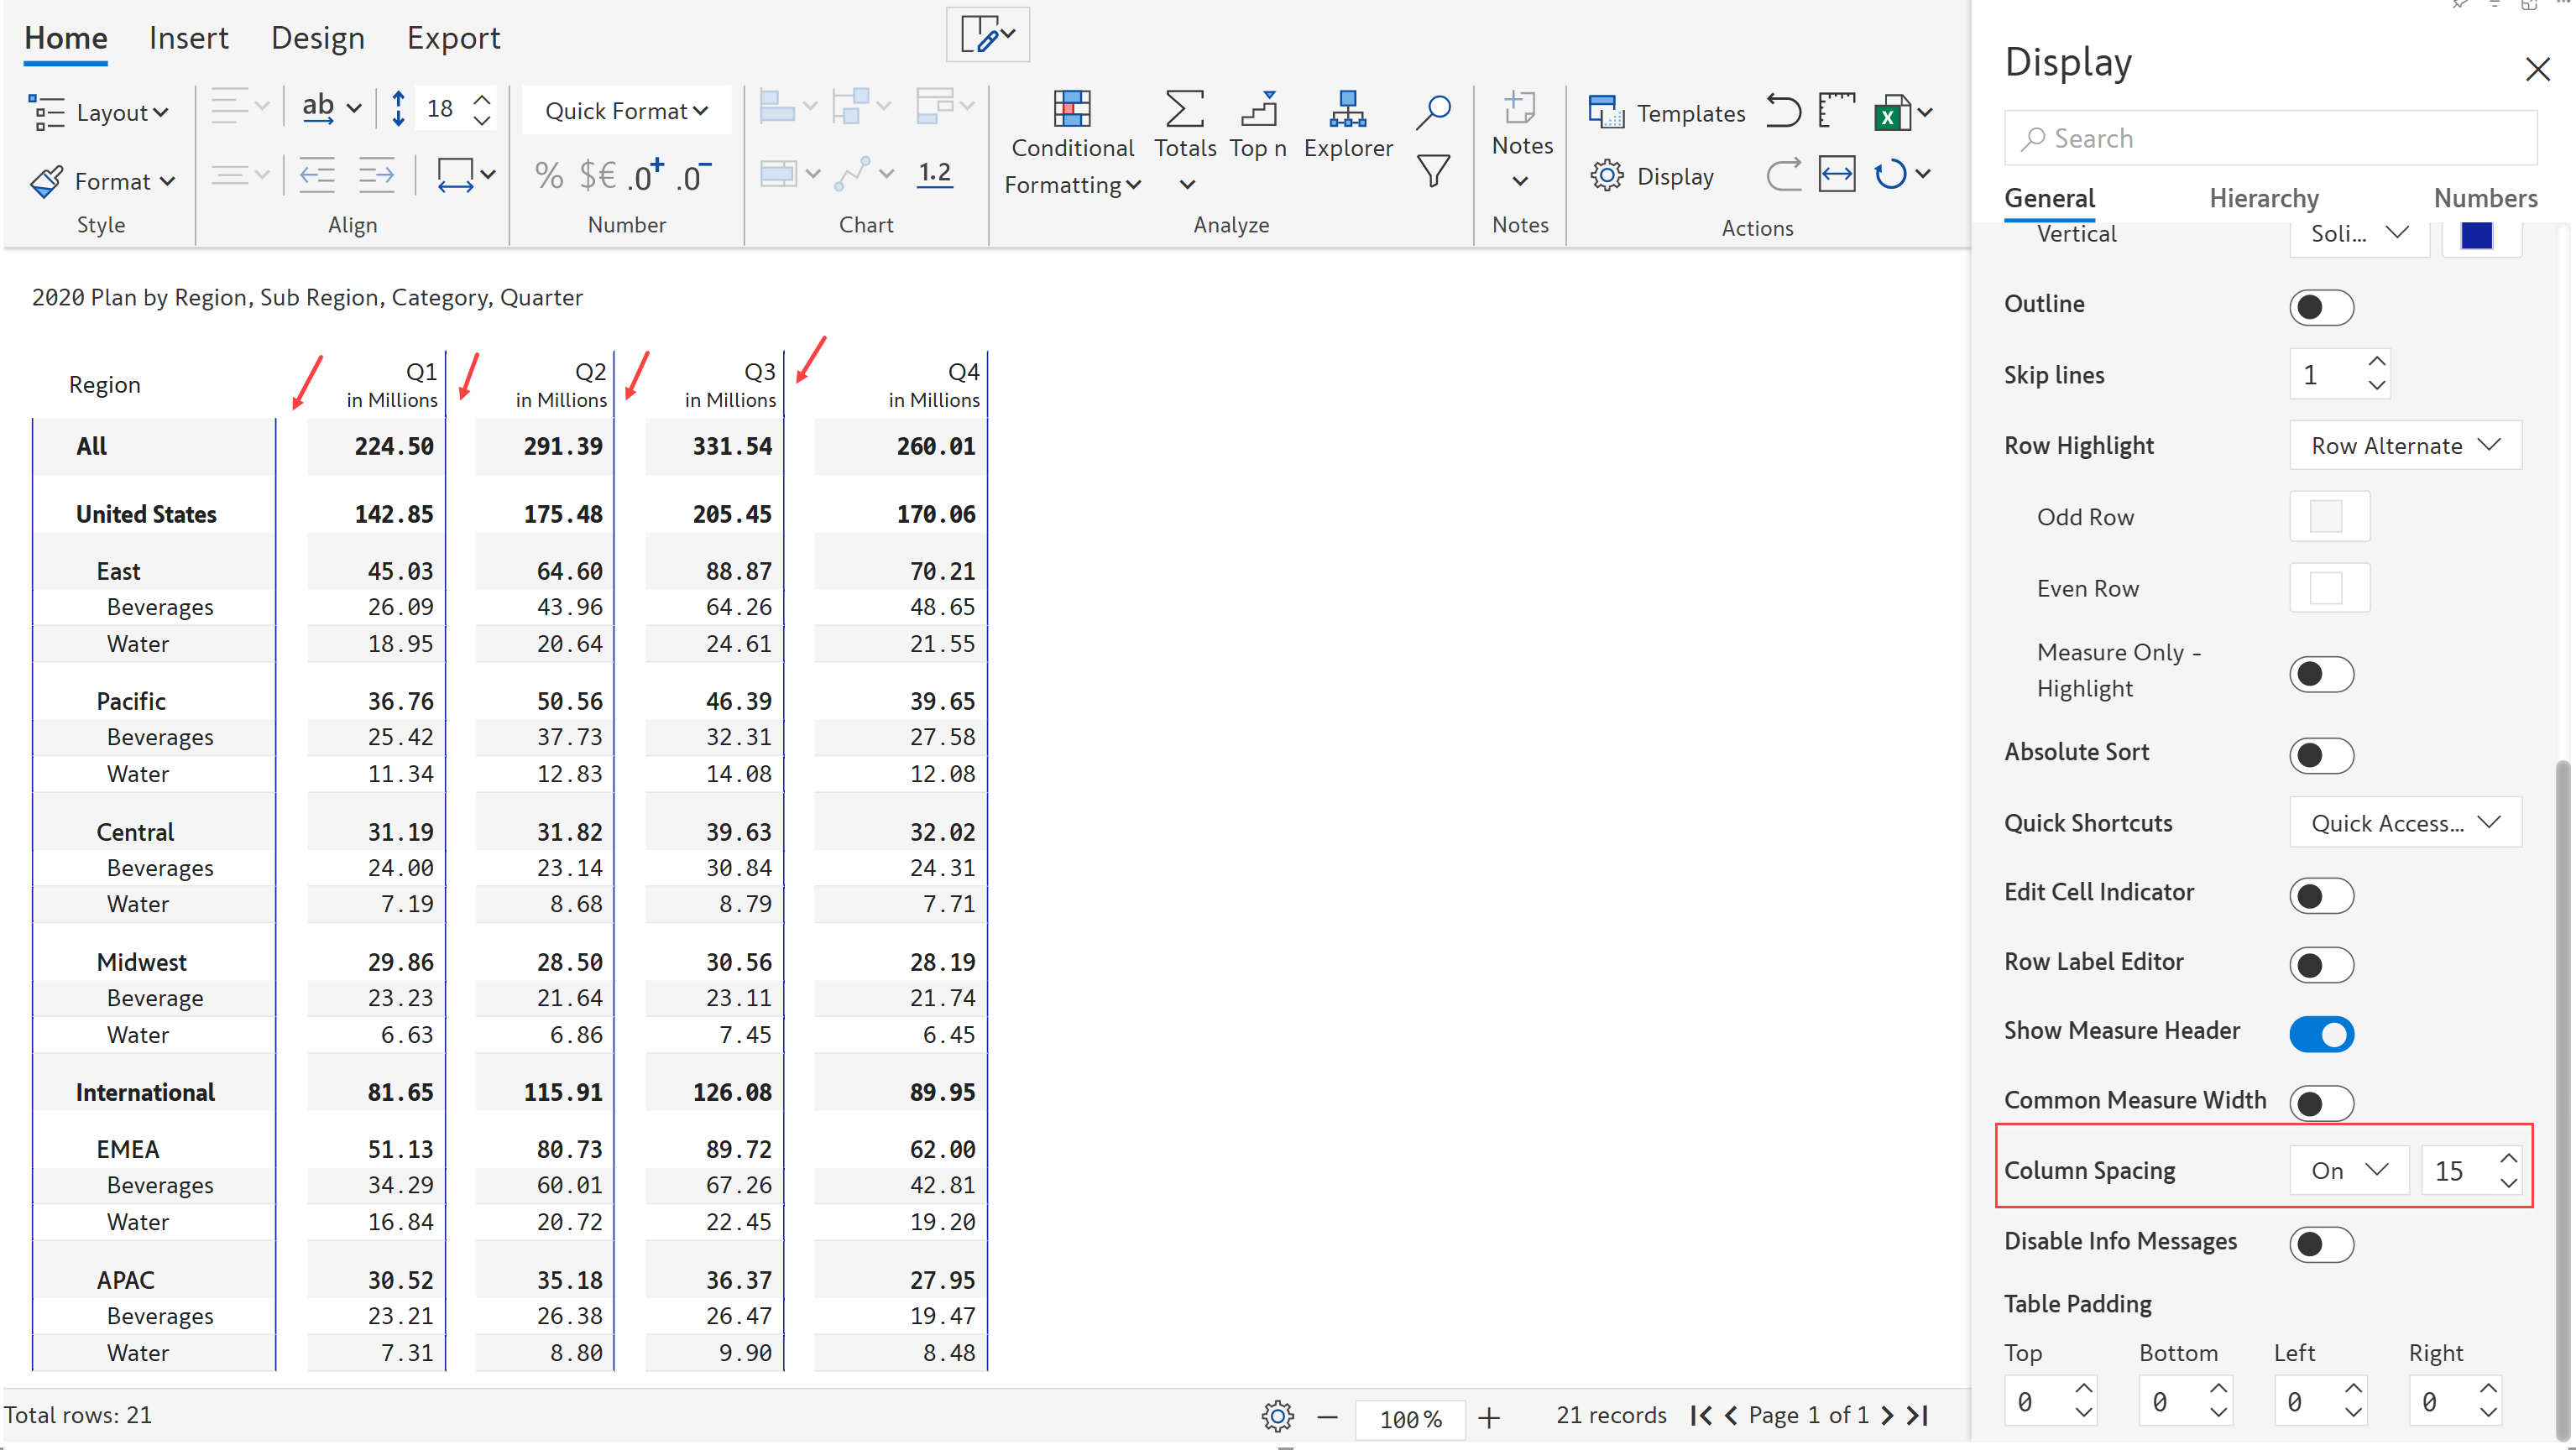 Home Insert Design Export
Layout
ab
18
Quick Format
Conditional Formatting
Totals
Top n
Explorer
Notes
Templates
Format
% $€ .0+ .0-
1.2
Display
Style
Align
Number
Chart
Analyze
Notes
Actions
2020 Plan by Region, Sub Region, Category, Quarter
Region Q1 in Millions Q2 in Millions Q3 in Millions Q4 in Millions
All 224.50 291.39 331.54 260.01
United States 142.85 175.48 205.45 170.06
East 45.03 64.60 88.87 70.21
Beverages 26.09 43.96 64.26 48.65
Water 18.95 20.64 24.61 21.55
Pacific 36.76 50.56 46.39 39.65
Beverages 25.42 37.73 32.31 27.58
Water 11.34 12.83 14.08 12.08
Central 31.19 31.82 39.63 32.02
Beverages 24.00 23.14 30.84 24.31
Water 7.19 8.68 8.79 7.71
Midwest 29.86 28.50 30.56 28.19
Beverage 23.23 21.64 23.11 21.74
Water 6.63 6.86 7.45 6.45
International 81.65 115.91 126.08 89.95
EMEA 51.13 80.73 89.72 62.00
Beverages 34.29 60.01 67.26 42.81
Water 16.84 20.72 22.45 19.20
APAC 30.52 35.18 36.37 27.95
Beverages 23.21 26.38 26.47 19.47
Water 7.31 8.80 9.90 8.48
Total rows: 21
100%
21 records
Page 1 of 1
Display
Search
General Hierarchy Numbers
Vertical Soli...
Outline
Skip lines 1
Row Highlight Row Alternate
Odd Row
Even Row
Measure Only -
Highlight
Absolute Sort
Quick Shortcuts Quick Access...
Edit Cell Indicator
Row Label Editor
Show Measure Header
Common Measure Width
Column Spacing On 15
Disable Info Messages
Table Padding
Top Bottom Left Right
0 0 0 0